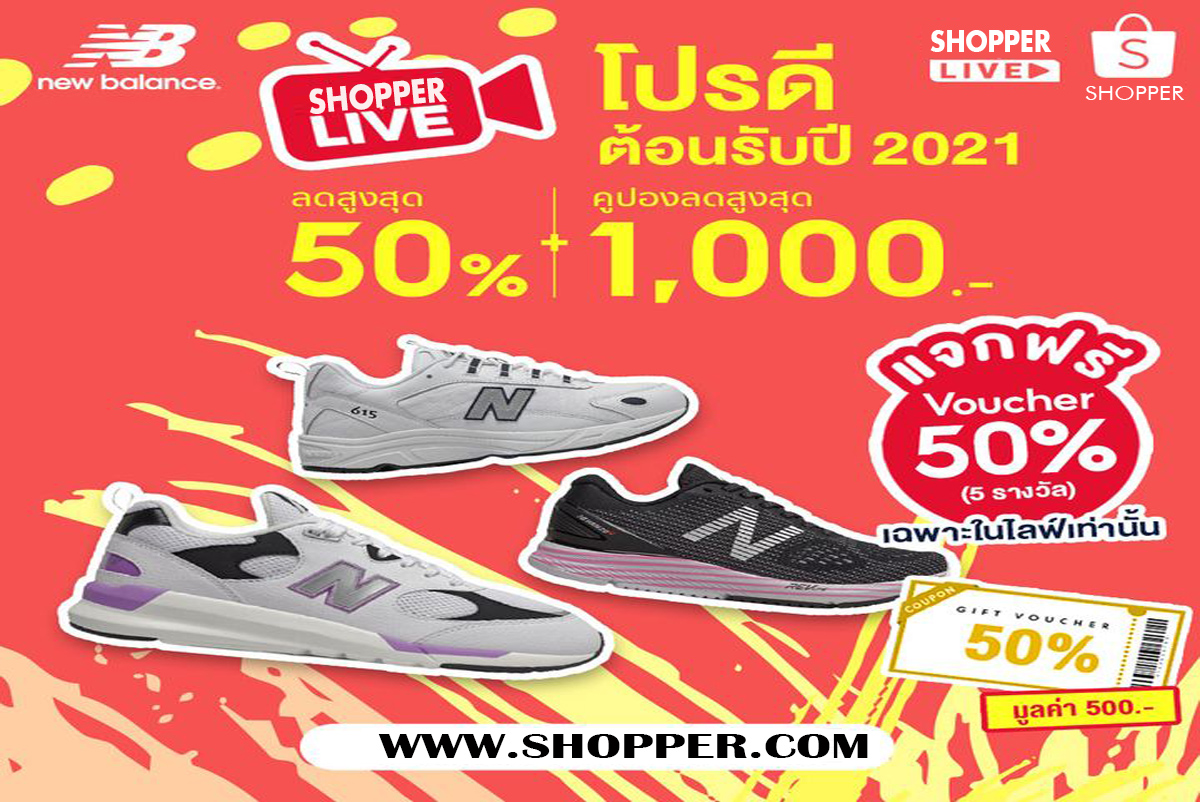 new balance.
SHOPPER
LIVE
โปรดี
ต้อนรับปี 2021
SHOPPER
LIVE
S
SHOPPER
ลดสูงสุด
50%
+
คูปองลดสูงสุด
1,000.-
615
N
N
N
แจกฟรี
Voucher
50%
(5 รางวัล)
เฉพาะในไลฟ์เท่านั้น
COUPON
GIFT VOUCHER
50%
มูลค่า 500.-
WWW.SHOPPER.COM